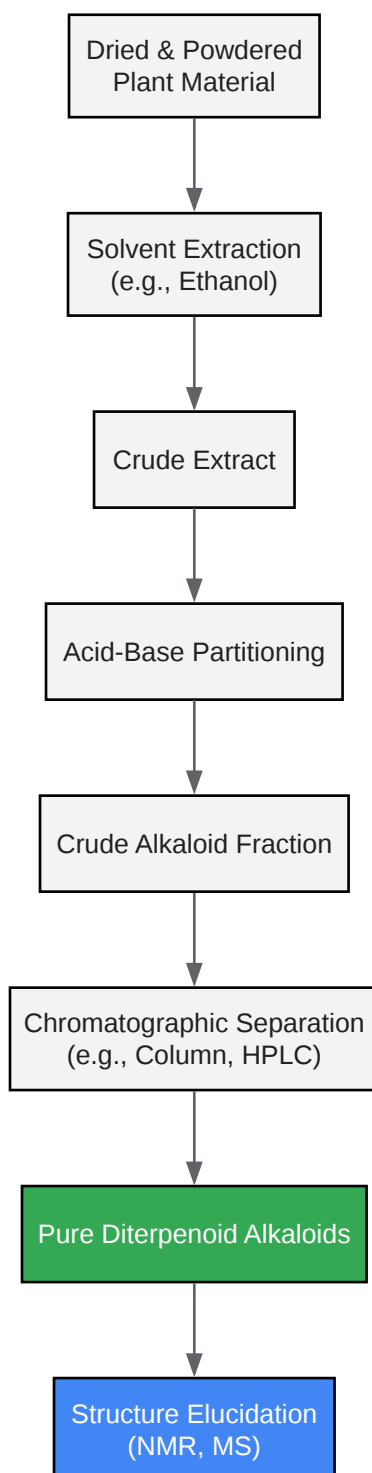 Dried & Powdered
Plant Material
Solvent Extraction
(e.g., Ethanol)
Crude Extract
Acid-Base Partitioning
Crude Alkaloid Fraction
Chromatographic Separation
(e.g., Column, HPLC)
Pure Diterpenoid Alkaloids
Structure Elucidation
(NMR, MS)